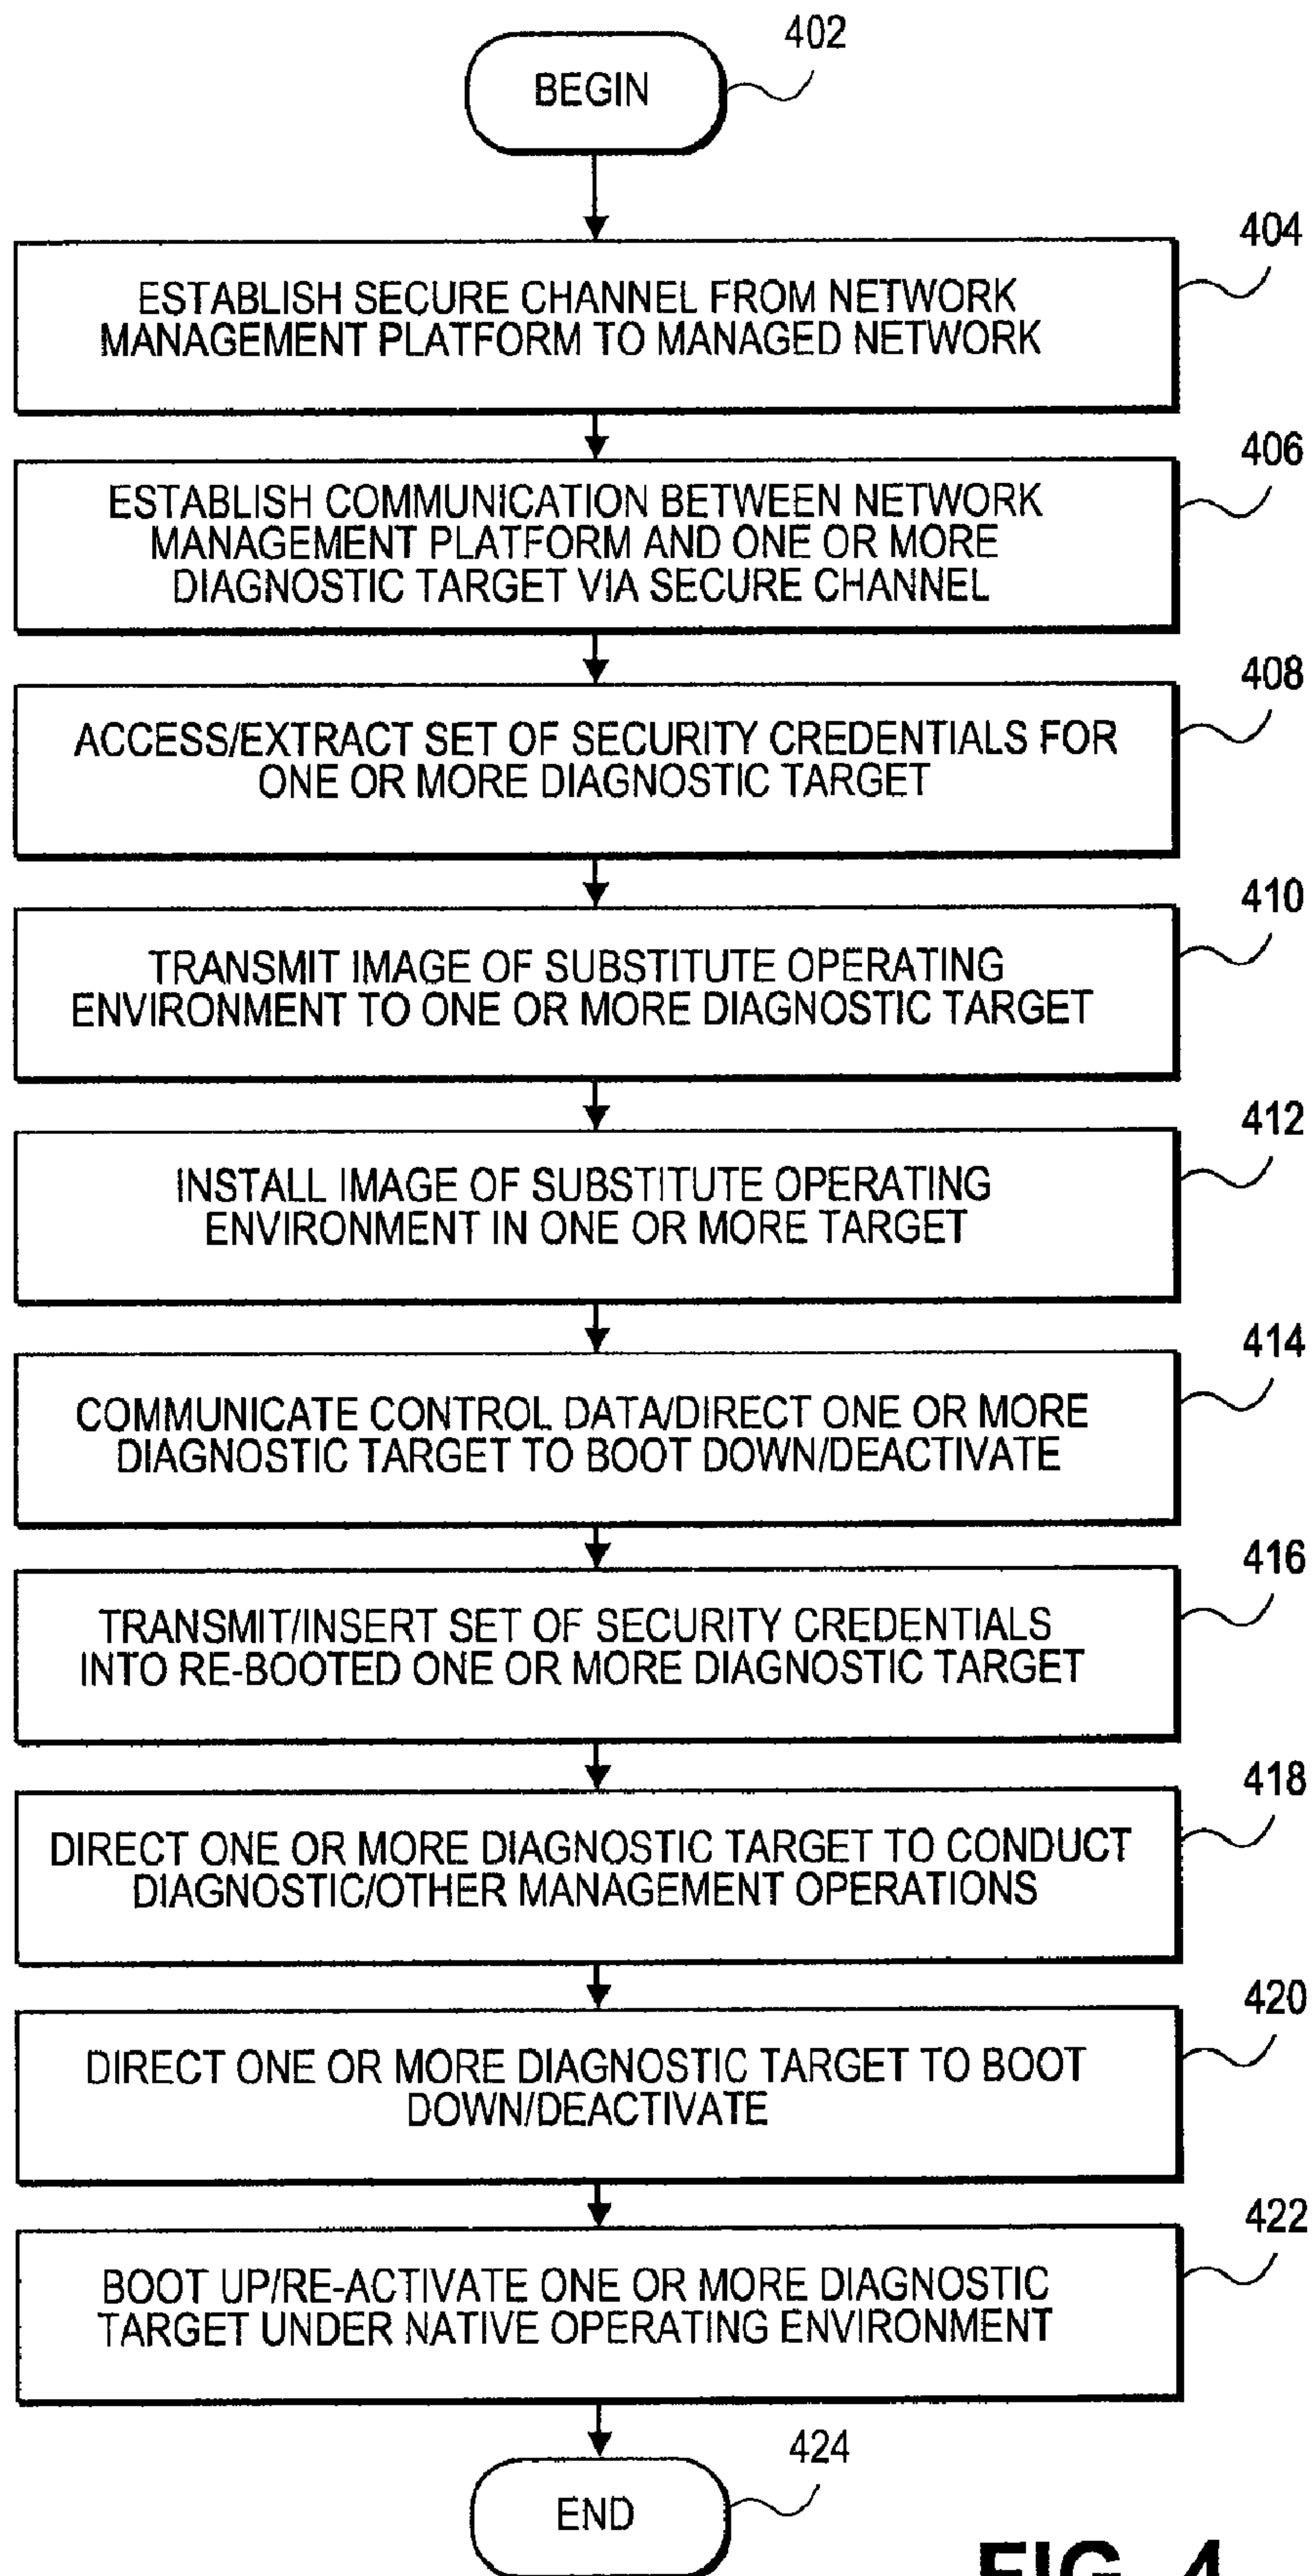 402
BEGIN
404
ESTABLISH SECURE CHANNEL FROM NETWORK
MANAGEMENT PLATFORM TO MANAGED NETWORK
406
ESTABLISH COMMUNICATION BETWEEN NETWORK
MANAGEMENT PLATFORM AND ONE OR MORE
DIAGNOSTIC TARGET VIA SECURE CHANNEL
408
ACCESS/EXTRACT SET OF SECURITY CREDENTIALS FOR
ONE OR MORE DIAGNOSTIC TARGET
410
TRANSMIT IMAGE OF SUBSTITUTE OPERATING
ENVIRONMENT TO ONE OR MORE DIAGNOSTIC TARGET
412
INSTALL IMAGE OF SUBSTITUTE OPERATING
ENVIRONMENT IN ONE OR MORE TARGET
414
COMMUNICATE CONTROL DATA/DIRECT ONE OR MORE
DIAGNOSTIC TARGET TO BOOT DOWN/DEACTIVATE
416
TRANSMIT/INSERT SET OF SECURITY CREDENTIALS
INTO RE-BOOTED ONE OR MORE DIAGNOSTIC TARGET
418
DIRECT ONE OR MORE DIAGNOSTIC TARGET TO CONDUCT
DIAGNOSTIC/OTHER MANAGEMENT OPERATIONS
420
DIRECT ONE OR MORE DIAGNOSTIC TARGET TO BOOT
DOWN/DEACTIVATE
422
BOOT UP/RE-ACTIVATE ONE OR MORE DIAGNOSTIC
TARGET UNDER NATIVE OPERATING ENVIRONMENT
424
END
FIG. 4